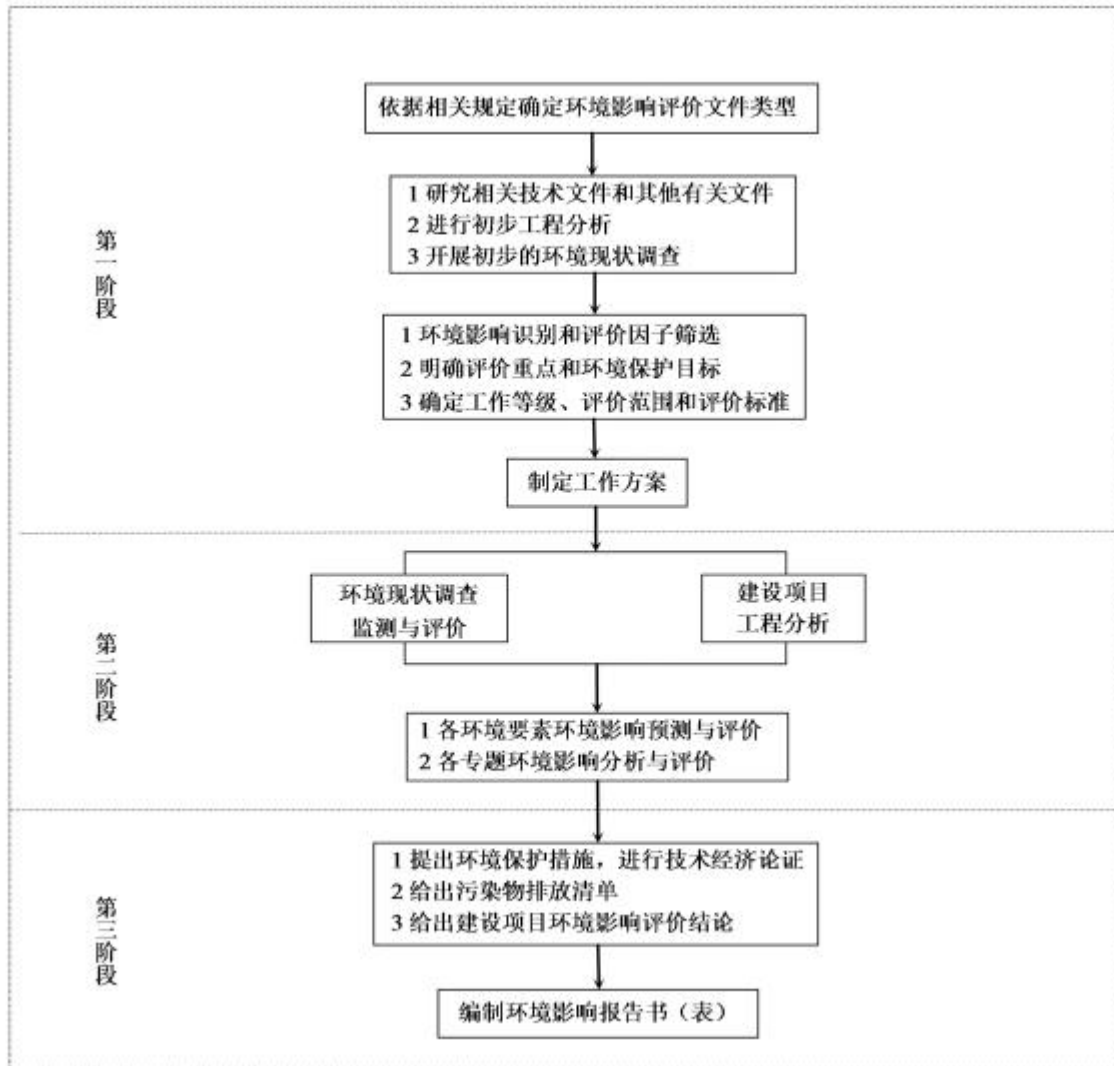 依据相关规定确定环境影响评价文件类型
1 研究相关技术文件和其他有关文件
2 进行初步工程分析
3 开展初步的环境现状调查
第一阶段
1 环境影响识别和评价因子筛选
2 明确评价重点和环境保护目标
3 确定工作等级、评价范围和评价标准
制定工作方案
环境现状调查
监测与评价
建设项目
工程分析
第二阶段
1 各环境要素环境影响预测与评价
2 各专题环境影响分析与评价
1 提出环境保护措施，进行技术经济论证
2 给出污染物排放清单
3 给出建设项目环境影响评价结论
第三阶段
编制环境影响报告书（表）